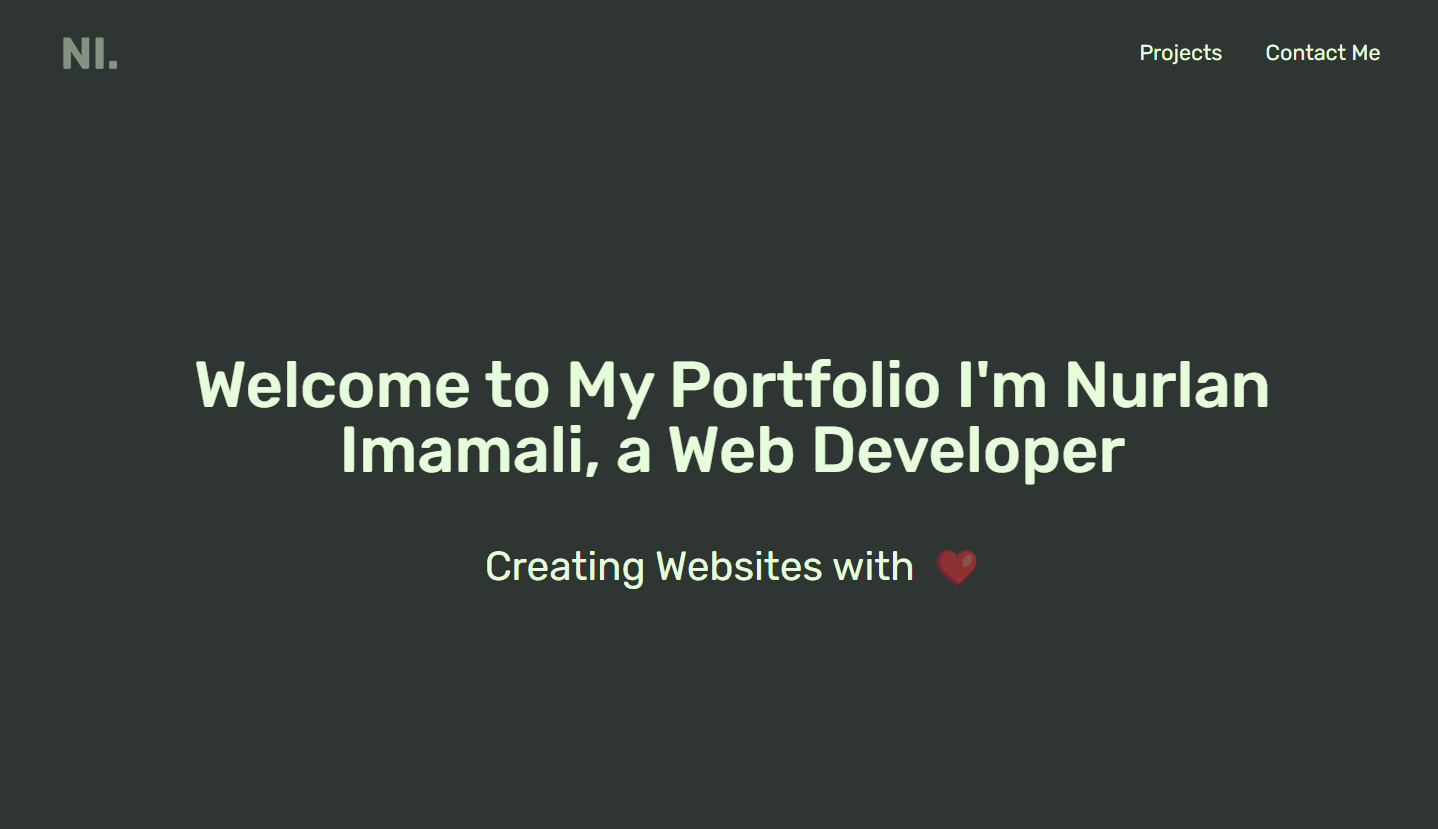 NI.
Projects
Contact Me
Welcome to My Portfolio I'm Nurlan
Imamali, a Web Developer
Creating Websites with ❤️